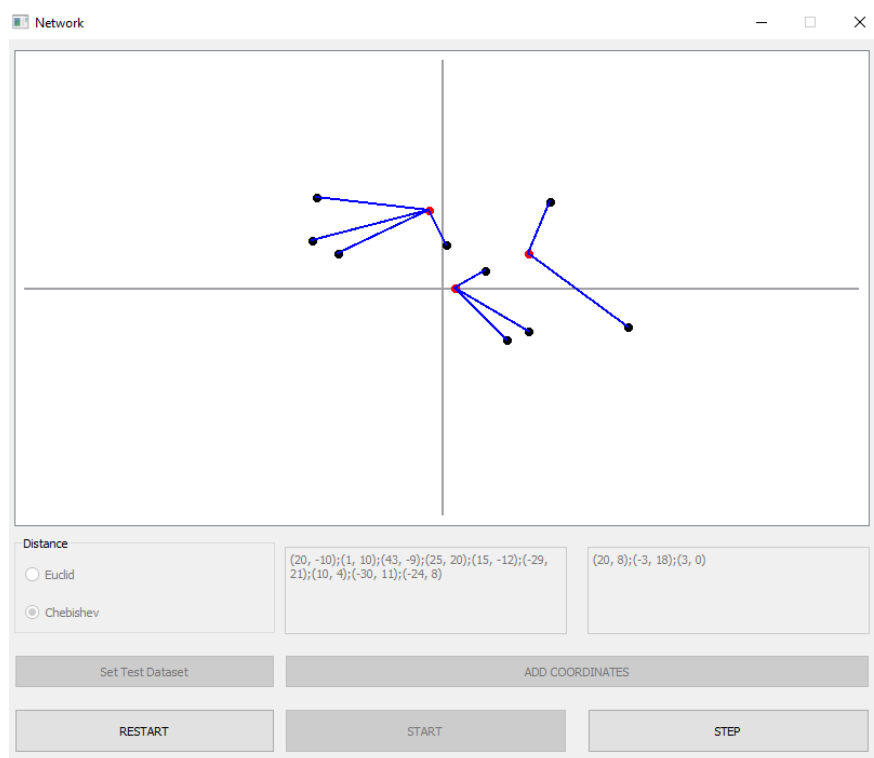 Network
Distance
Euclid
Chebishev
(20, -10);(1, 10);(43, -9);(25, 20);(15, -12);(-29,
21);(10, 4);(-30, 11);(-24, 8)
(20, 8);(-3, 18);(3, 0)
Set Test Dataset
ADD COORDINATES
RESTART
START
STEP